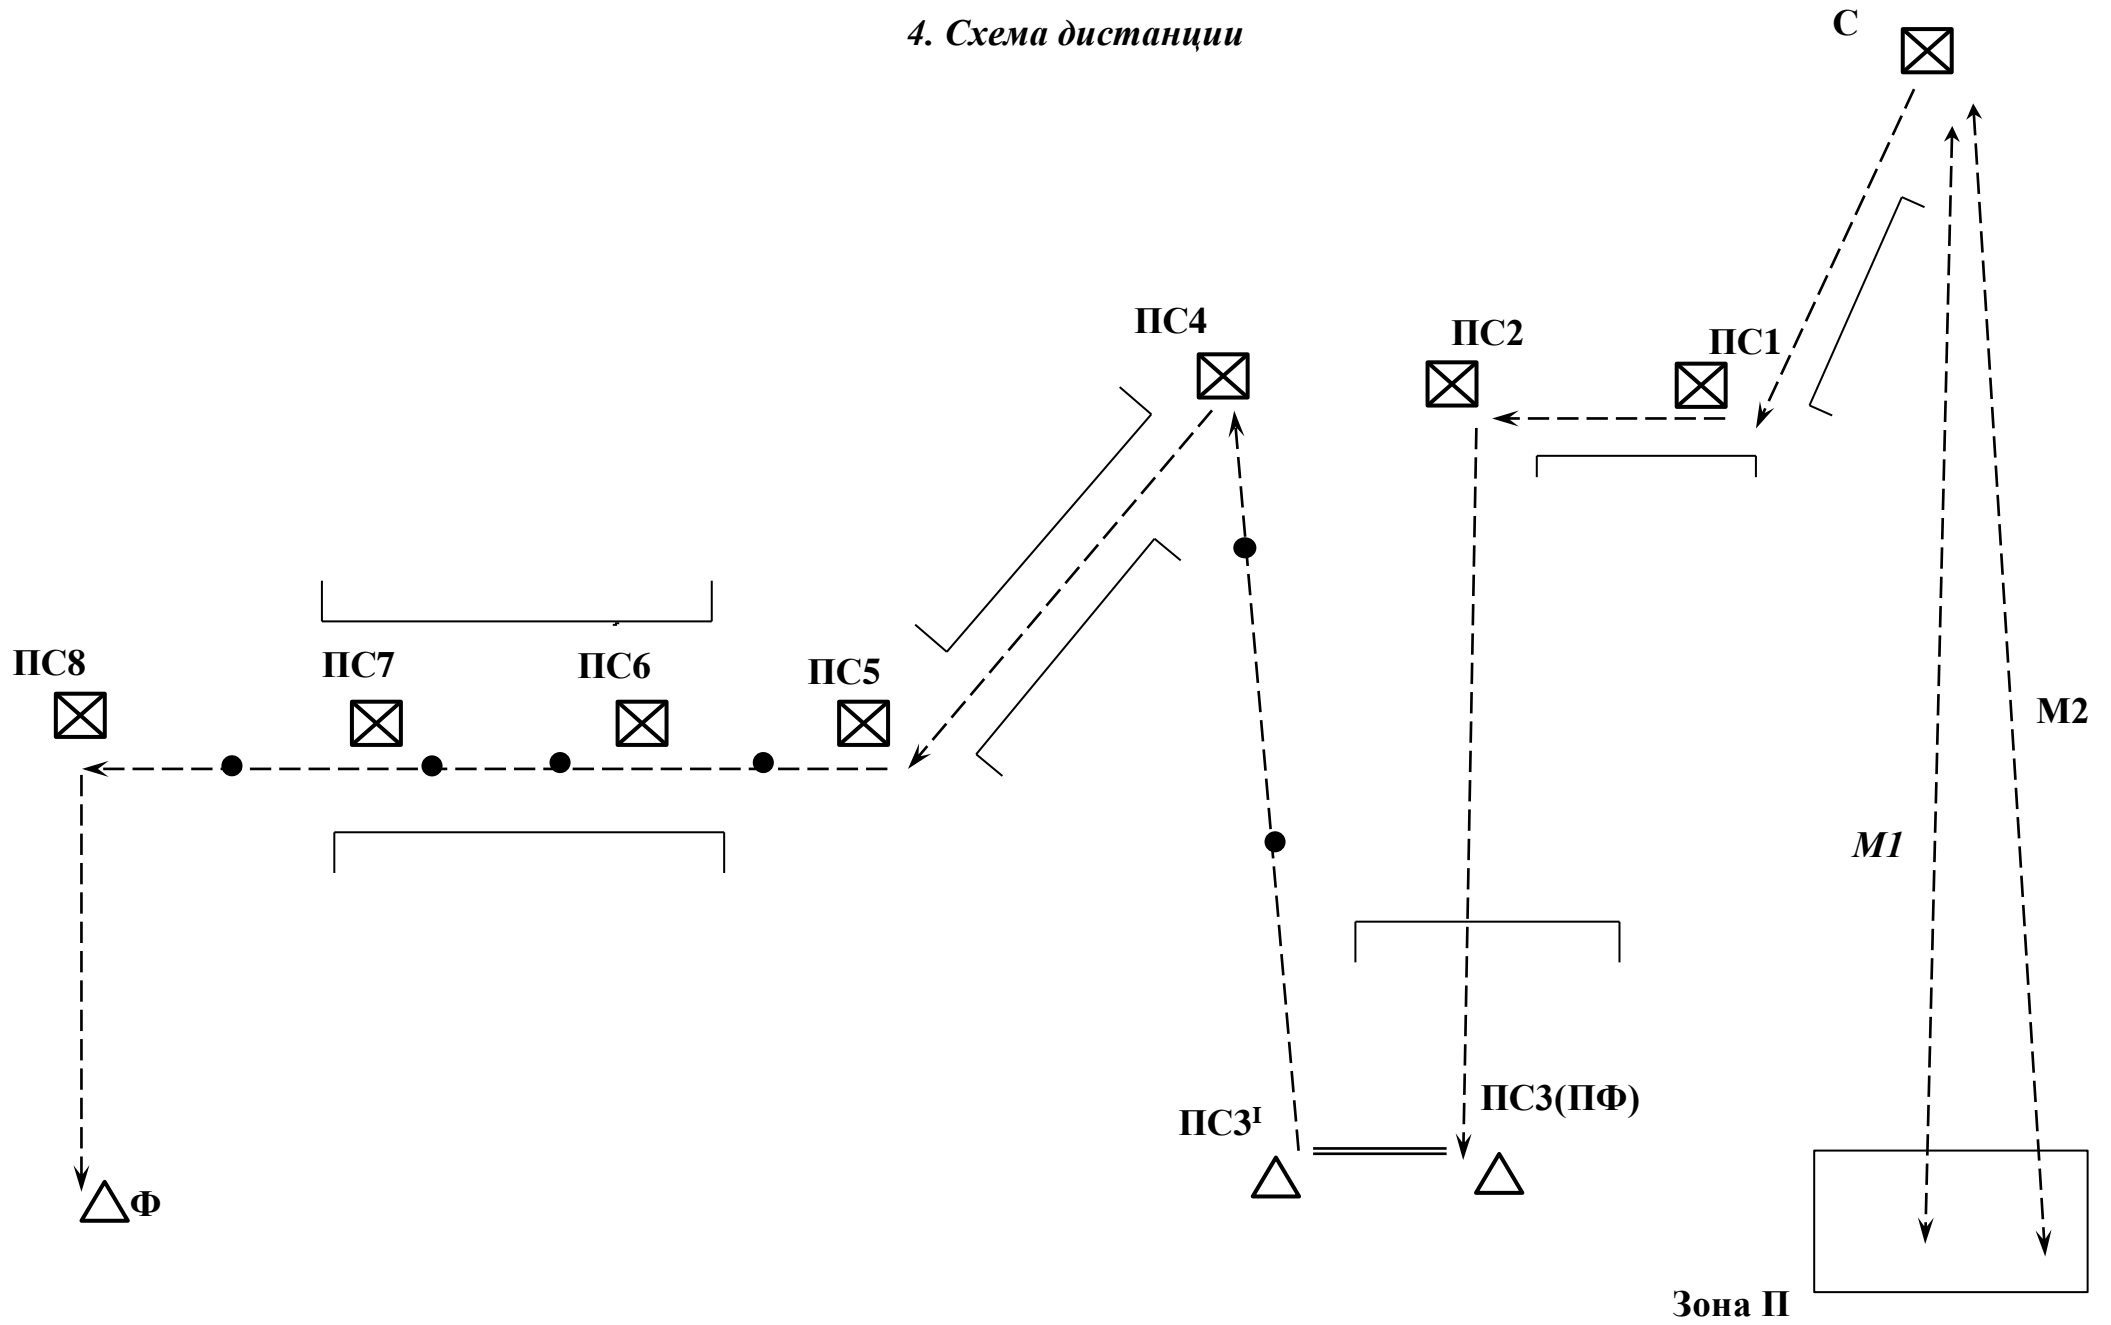 4. Схема дистанции
С
ПС4
ПС2
ПС1
ПС8
ПС7
ПС6
ПС5
М2
М1
ПС3ᴵ
ПС3(ПФ)
Ф
Зона П